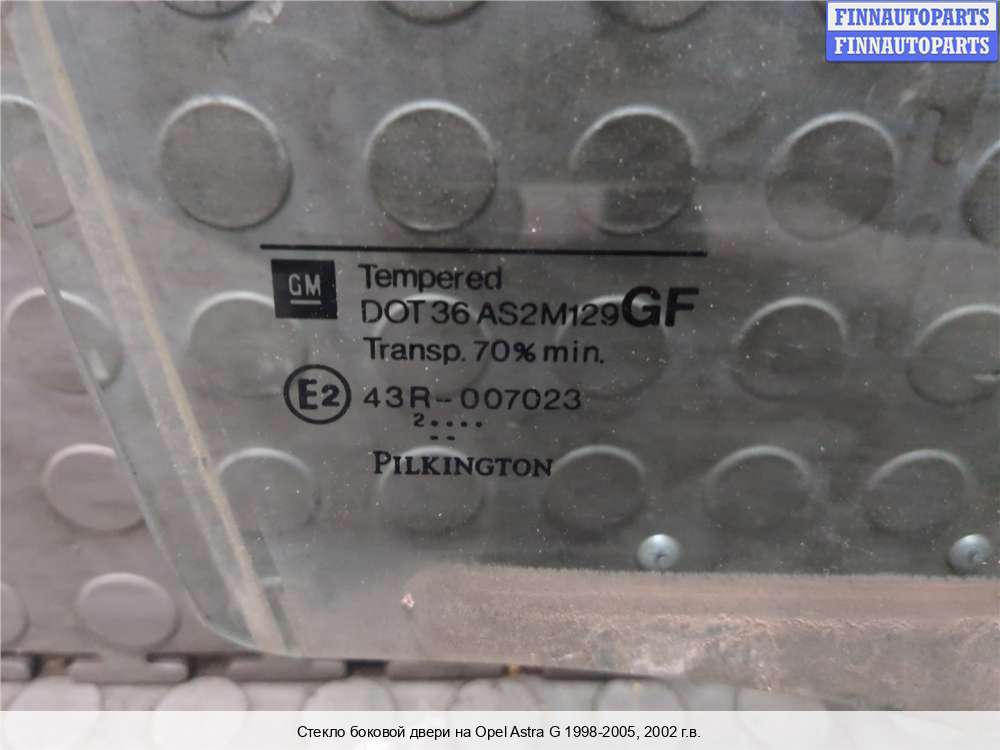 FINNAUTOPARTS
FINNAUTOPARTS
GM
Tempered
DOT 36 AS2 M129 GF
Transp. 70% min.
E2 43R-007023
2....
--
PILKINGTON
Стекло боковой двери на Opel Astra G 1998-2005, 2002 г.в.